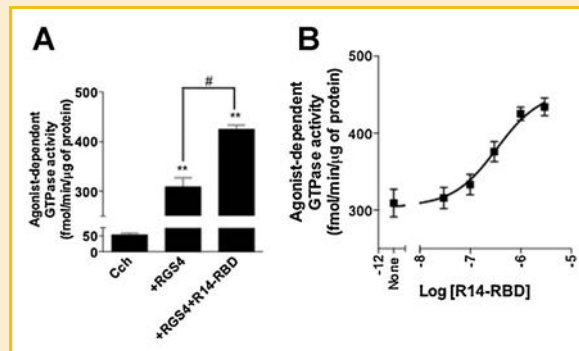 A
Agonist-dependent
GTPase activity
(fmol/min/µg of protein)
500
400
300
50
0
#
**
**
Cch
+RGS4
+RGS4+R14-RBD
B
Agonist-dependent
GTPase activity
(fmol/min/µg of protein)
500
400
300
-12
None
-8
-7
-6
-5
Log [R14-RBD]